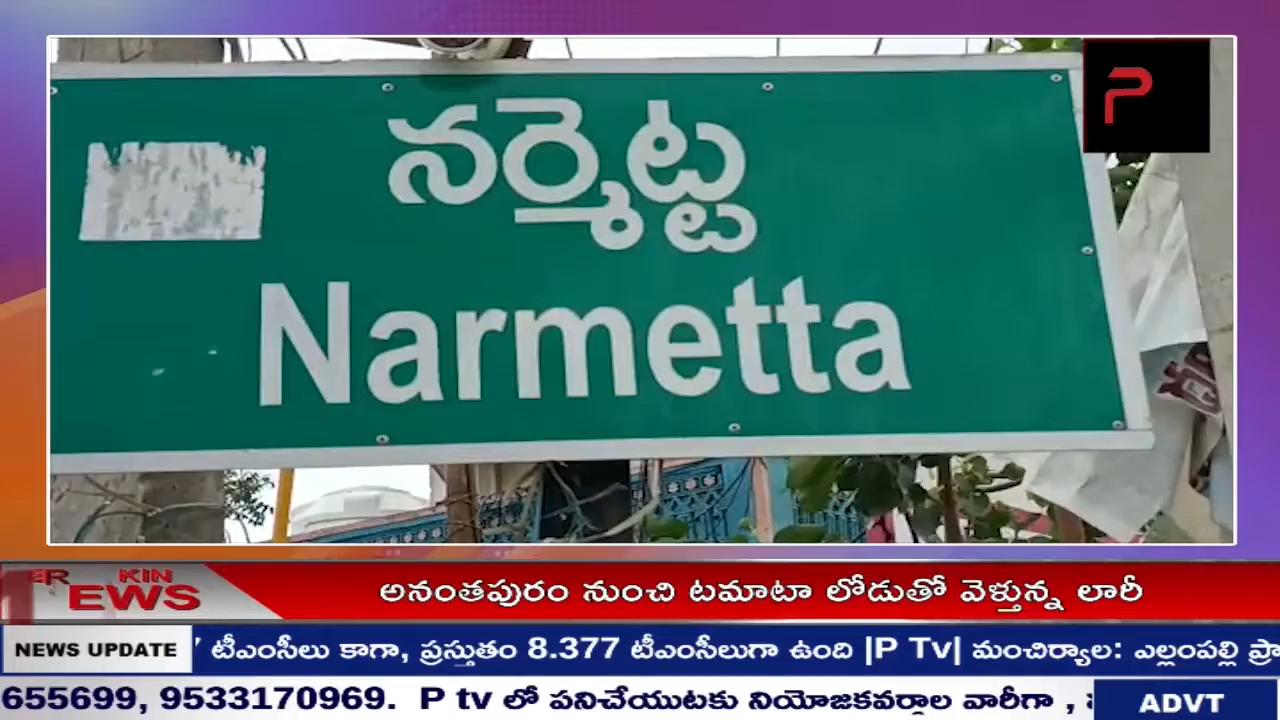 P
నర్మెట్ట
Narmetta
అనంతపురం నుంచి టమాటా లోడుతో వెళ్తున్న లారీ
NEWS UPDATE
7 టీఎంసీలు కాగా, ప్రస్తుతం 8.377 టీఎంసీలుగా ఉంది |P Tv| మంచిర్యాల: ఎల్లంపల్లి ప్రా
655699, 9533170969. P tv లో పనిచేయుటకు నియోజకవర్గాల వారీగా ,
ADVT